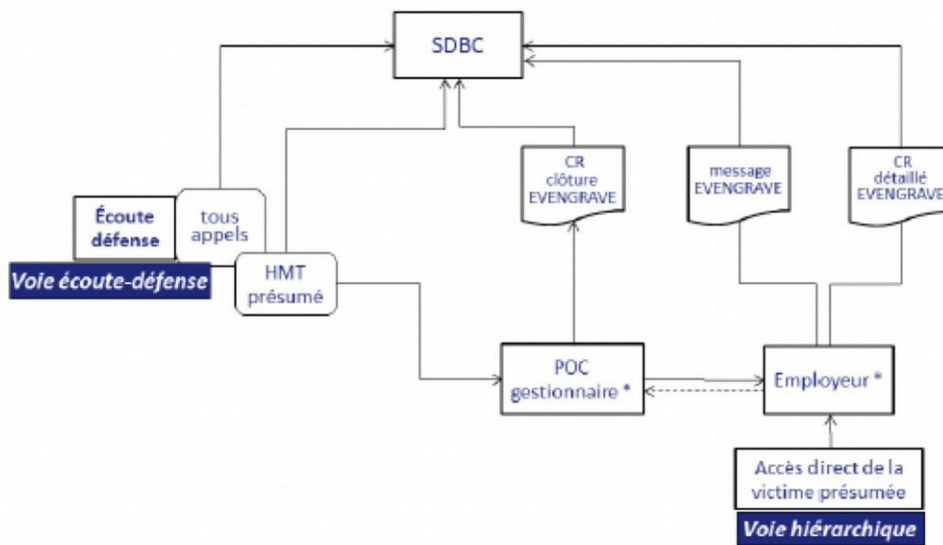 SDBC
CR
clôture
EVENGRAVE
message
EVENGRAVE
CR
détaillé
EVENGRAVE
Écoute
défense
tous
appels
Voie écoute-défense
HMT
présumé
POC
gestionnaire *
Employeur *
Accès direct de la
victime présumée
Voie hiérarchique